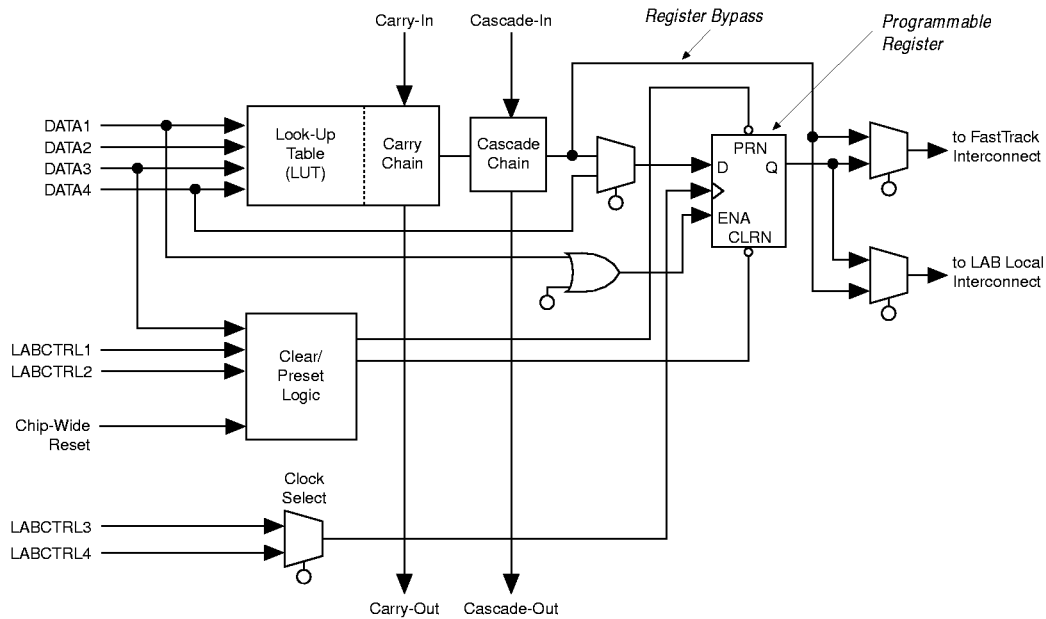 Carry-In
Cascade-In
Register Bypass
Programmable
Register
DATA1
DATA2
DATA3
DATA4
Look-Up
Table
(LUT)
Carry
Chain
Cascade
Chain
PRN
D
Q
ENA
CLRN
to FastTrack
Interconnect
to LAB Local
Interconnect
LABCTRL1
LABCTRL2
Clear/
Preset
Logic
Chip-Wide
Reset
Clock
Select
LABCTRL3
LABCTRL4
Carry-Out
Cascade-Out